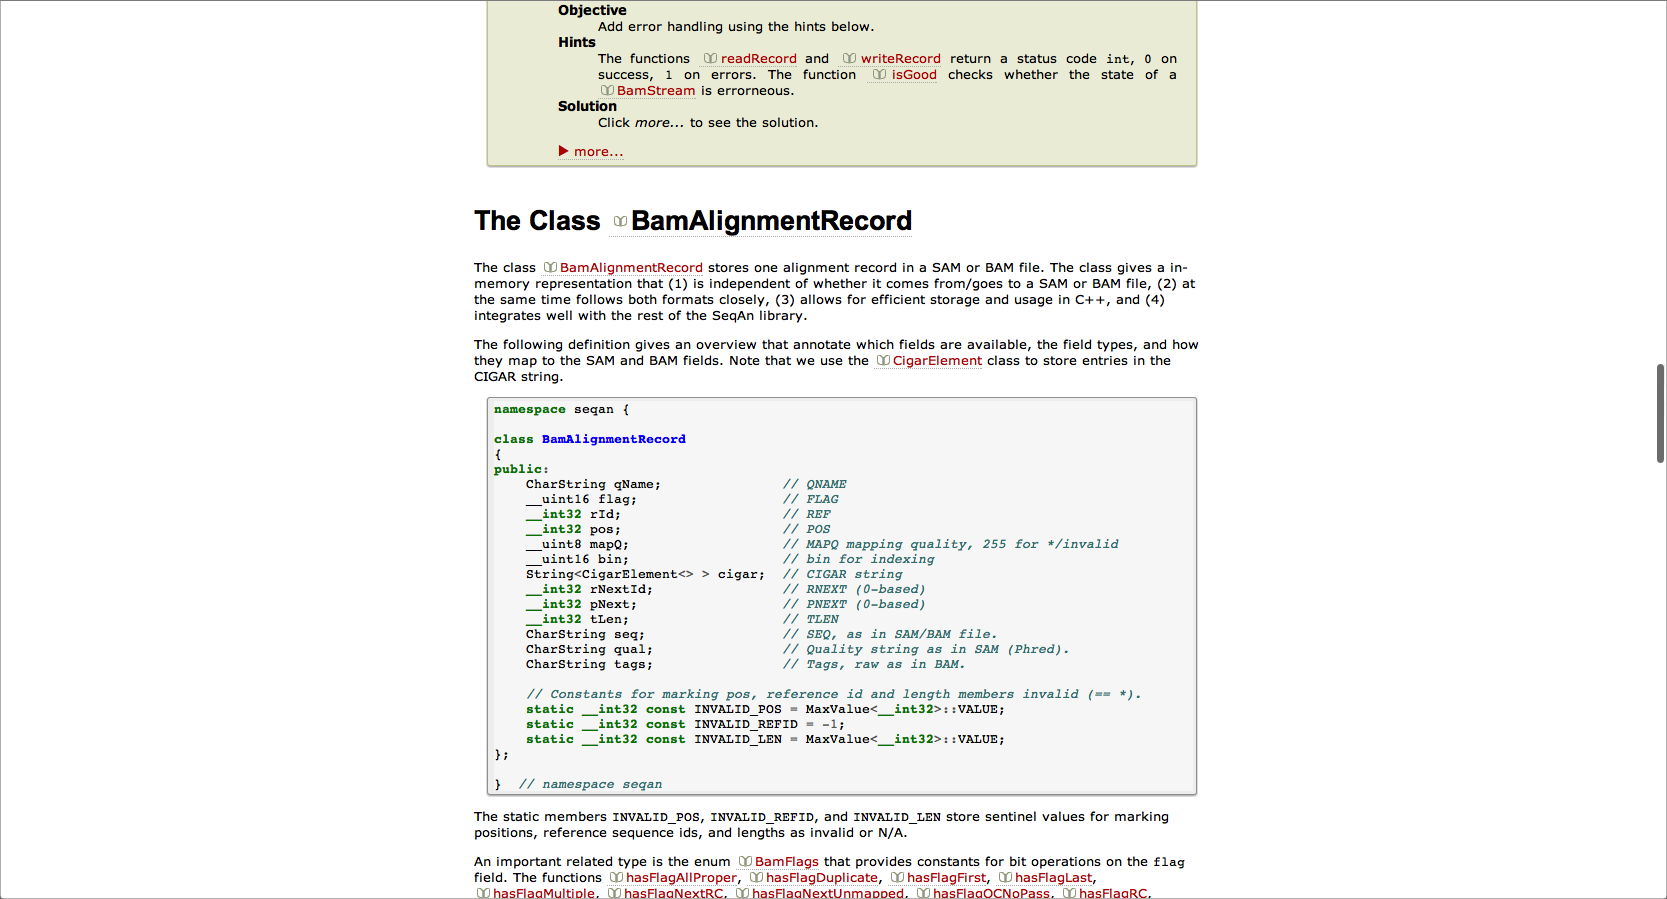 Objective
Add error handling using the hints below.
Hints
The functions readRecord and writeRecord return a status code int, 0 on
success, 1 on errors. The function isGood checks whether the state of a
BamStream is errorneous.
Solution
Click more... to see the solution.
more...
The Class BamAlignmentRecord
The class BamAlignmentRecord stores one alignment record in a SAM or BAM file. The class gives a in-
memory representation that (1) is independent of whether it comes from/goes to a SAM or BAM file, (2) at
the same time follows both formats closely, (3) allows for efficient storage and usage in C++, and (4)
integrates well with the rest of the SeqAn library.
The following definition gives an overview that annotate which fields are available, the field types, and how
they map to the SAM and BAM fields. Note that we use the CigarElement class to store entries in the
CIGAR string.
namespace seqan {
class BamAlignmentRecord
{
public:
CharString qName; // QNAME
__uint16 flag; // FLAG
__int32 rId; // REF
__int32 pos; // POS
__uint8 mapQ; // MAPQ mapping quality, 255 for */invalid
__uint16 bin; // bin for indexing
String<CigarElement<> > cigar; // CIGAR string
__int32 rNextId; // RNEXT (0-based)
__int32 pNext; // PNEXT (0-based)
__int32 tLen; // TLEN
CharString seq; // SEQ, as in SAM/BAM file.
CharString qual; // Quality string as in SAM (Phred).
CharString tags; // Tags, raw as in BAM.
// Constants for marking pos, reference id and length members invalid (== *).
static __int32 const INVALID_POS = MaxValue<__int32>::VALUE;
static __int32 const INVALID_REFID = -1;
static __int32 const INVALID_LEN = MaxValue<__int32>::VALUE;
};
} // namespace seqan
The static members INVALID_POS, INVALID_REFID, and INVALID_LEN store sentinel values for marking
positions, reference sequence ids, and lengths as invalid or N/A.
An important related type is the enum BamFlags that provides constants for bit operations on the flag
field. The functions hasFlagAllProper, hasFlagDuplicate, hasFlagFirst, hasFlagLast,
hasFlagMultiple, hasFlagNextRC, hasFlagNextUnmapped, hasFlagQCNoPass, hasFlagRC,